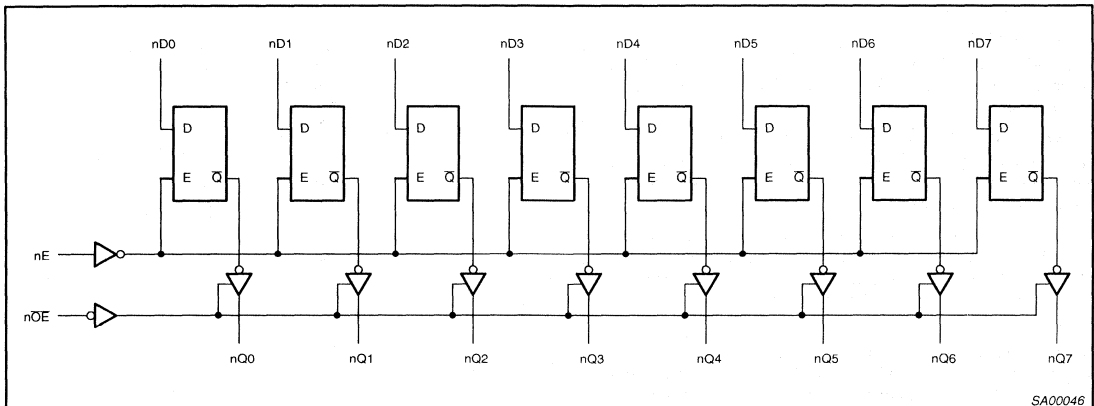 nD0 nD1 nD2 nD3 nD4 nD5 nD6 nD7
D D D D D D D D
E Q̅ E Q̅ E Q̅ E Q̅ E Q̅ E Q̅ E Q̅ E Q̅
nE
nO̅E̅
nQ0 nQ1 nQ2 nQ3 nQ4 nQ5 nQ6 nQ7
SA00046